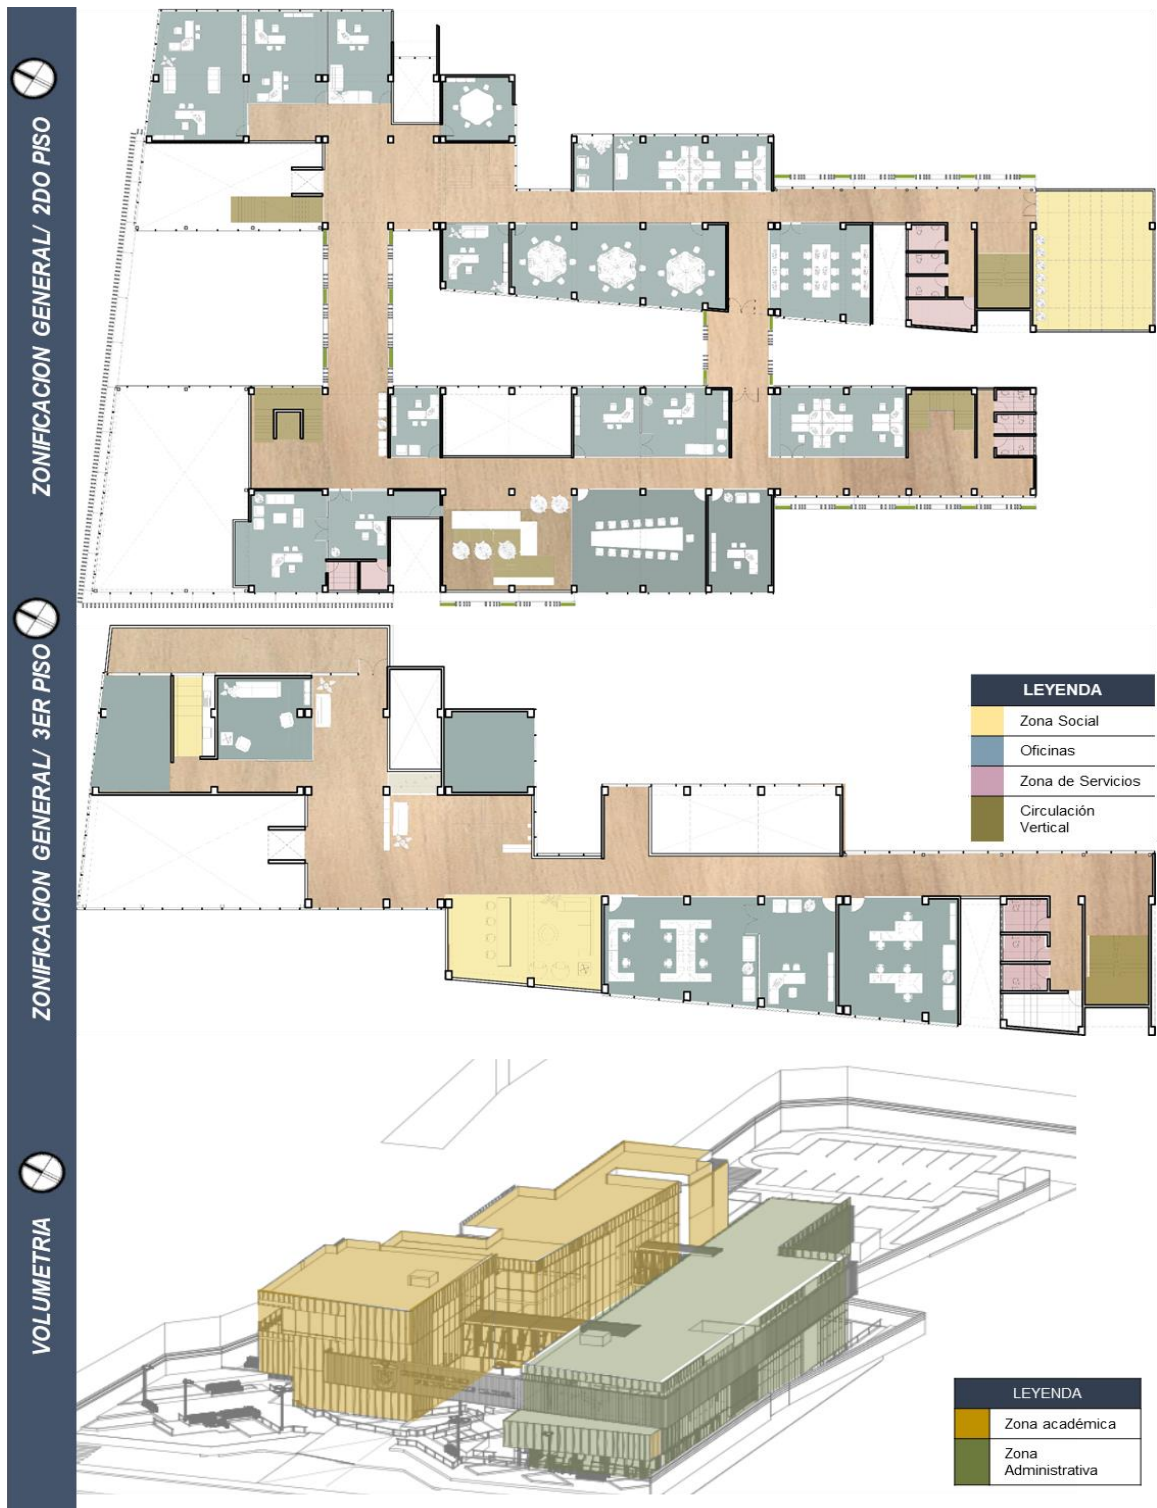 ZONIFICACION GENERAL/ 2DO PISO
ZONIFICACION GENERAL/ 3ER PISO
LEYENDA
Zona Social
Oficinas
Zona de Servicios
Circulación
Vertical
VOLUMETRIA
LEYENDA
Zona académica
Zona
Administrativa